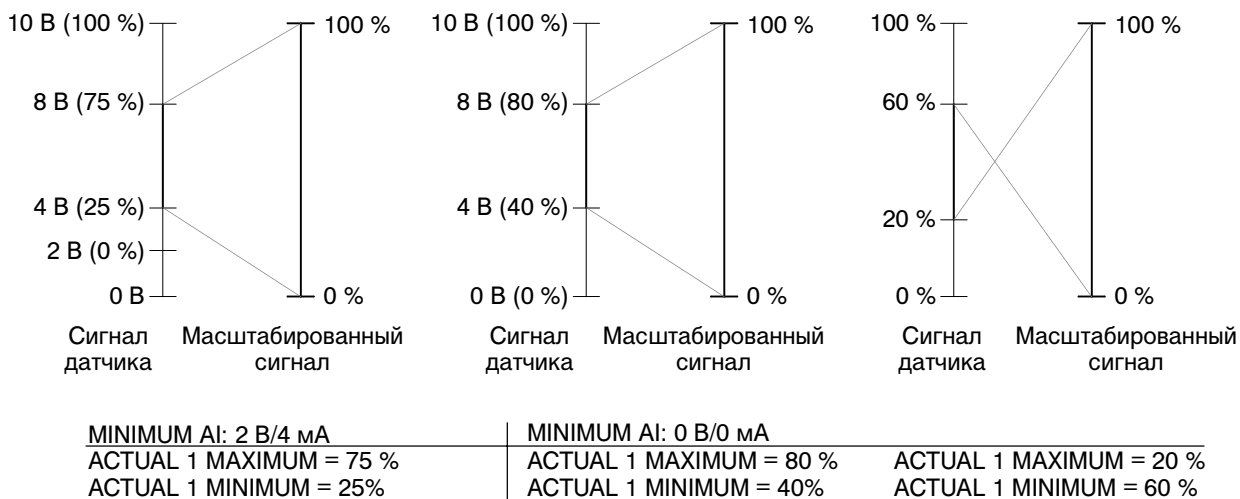 10 В (100 %)
8 В (75 %)
4 В (25 %)
2 В (0 %)
0 В
100 %
0 %
Сигнал датчика
Масштабированный сигнал
10 В (100 %)
8 В (80 %)
4 В (40 %)
0 В (0 %)
100 %
0 %
Сигнал датчика
Масштабированный сигнал
100 %
60 %
20 %
0 %
100 %
0 %
Сигнал датчика
Масштабированный сигнал
MINIMUM AI: 2 В/4 мА
ACTUAL 1 MAXIMUM = 75 %
ACTUAL 1 MINIMUM = 25%
MINIMUM AI: 0 В/0 мА
ACTUAL 1 MAXIMUM = 80 %
ACTUAL 1 MINIMUM = 40%
ACTUAL 1 MAXIMUM = 20 %
ACTUAL 1 MINIMUM = 60 %